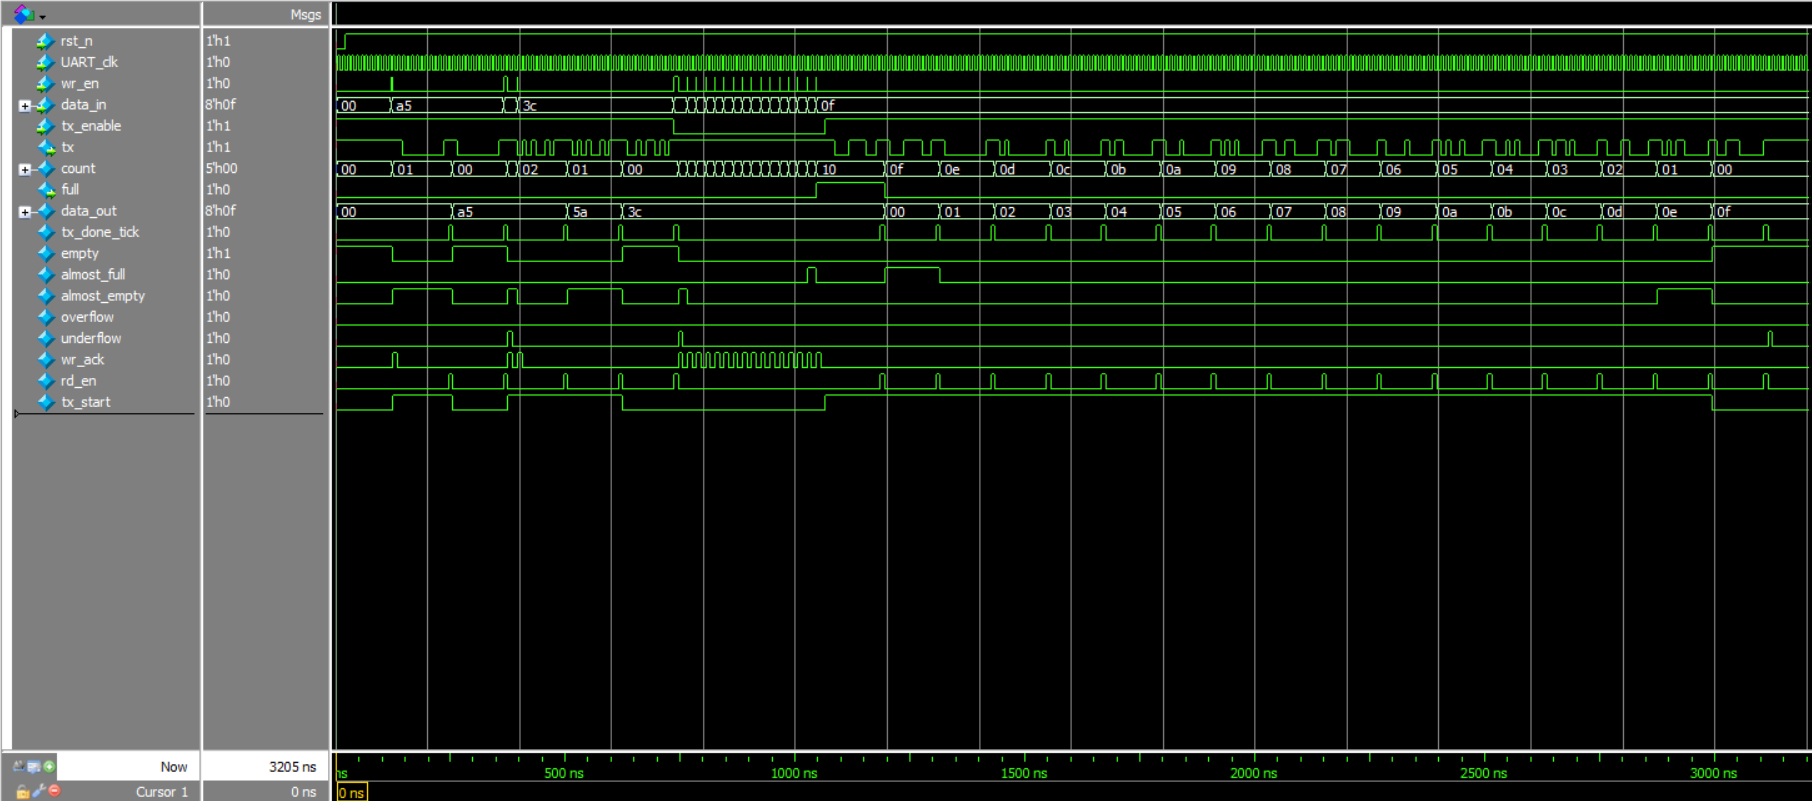 Msgs
rst_n 1'h1
UART_clk 1'h0
wr_en 1'h0
data_in 8'h0f 00 a5 3c 0f
tx_enable 1'h1
tx 1'h1
count 5'h00 00 01 00 02 01 00 10 0f 0e 0d 0c 0b 0a 09 08 07 06 05 04 03 02 01 00
full 1'h0
data_out 8'h0f 00 a5 5a 3c 00 01 02 03 04 05 06 07 08 09 0a 0b 0c 0d 0e 0f
tx_done_tick 1'h0
empty 1'h1
almost_full 1'h0
almost_empty 1'h0
overflow 1'h0
underflow 1'h0
wr_ack 1'h0
rd_en 1'h0
tx_start 1'h0
Now 3205 ns ns 500 ns 1000 ns 1500 ns 2000 ns 2500 ns 3000 ns
Cursor 1 0 ns 0 ns